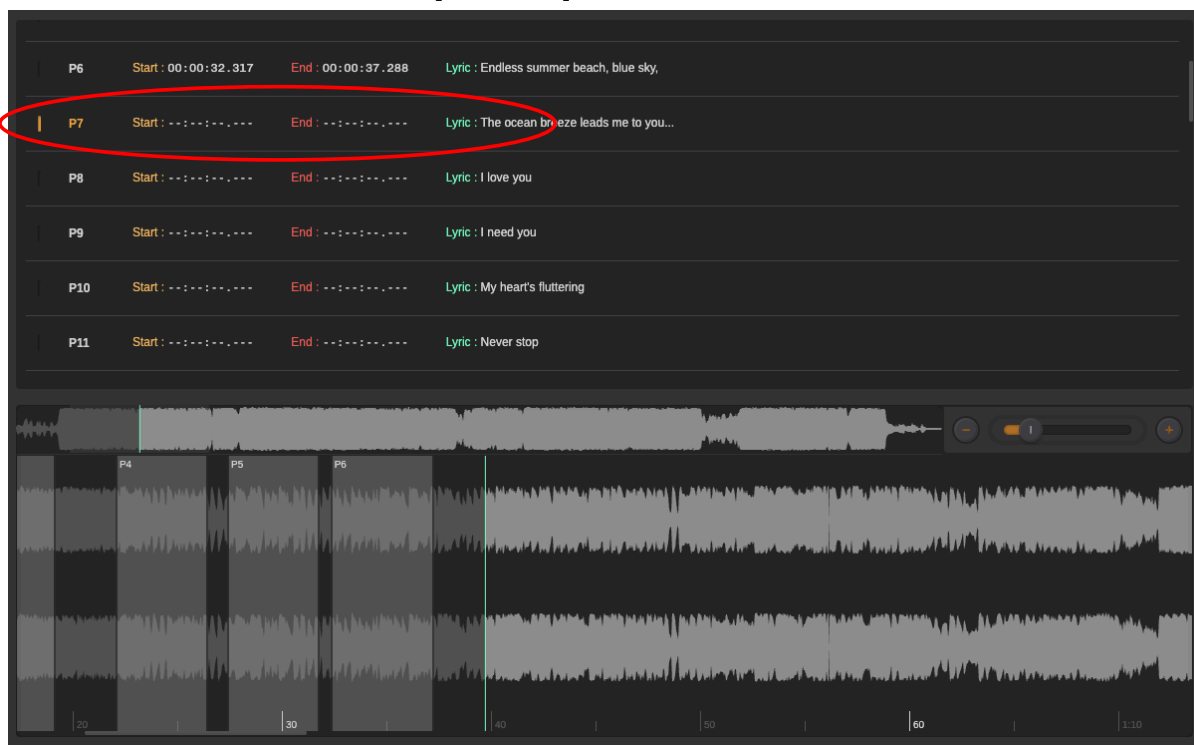 P6 Start : 00:00:32.317 End : 00:00:37.288 Lyric : Endless summer beach, blue sky,
P7 Start : --:--:--.--- End : --:--:--.--- Lyric : The ocean breeze leads me to you...
P8 Start : --:--:--.--- End : --:--:--.--- Lyric : I love you
P9 Start : --:--:--.--- End : --:--:--.--- Lyric : I need you
P10 Start : --:--:--.--- End : --:--:--.--- Lyric : My heart's fluttering
P11 Start : --:--:--.--- End : --:--:--.--- Lyric : Never stop
P4 P5 P6
20 30 40 50 60 1:10